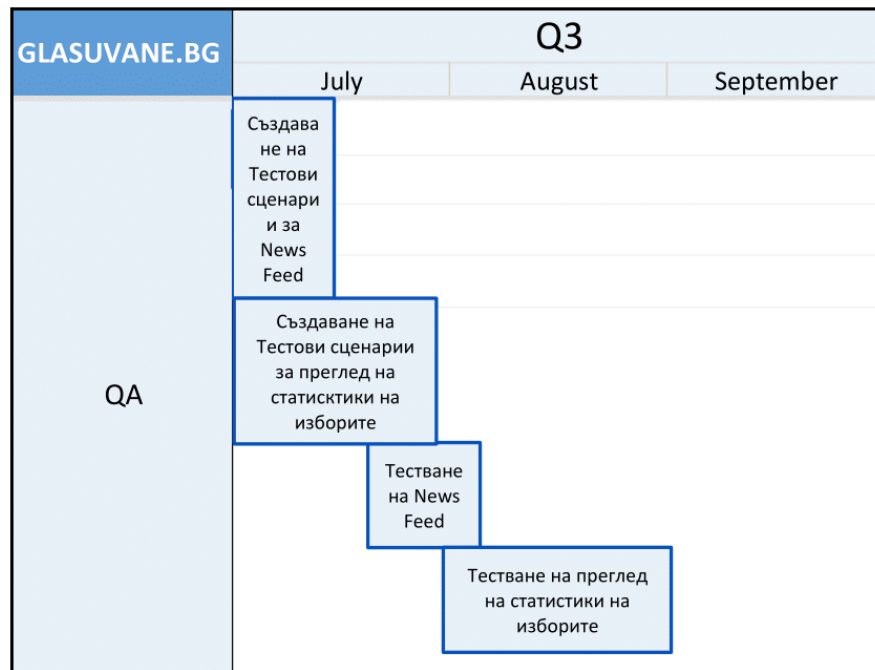 GLASUVANE.BG
Q3
July
August
September
QA
Създава
не на
Тестови
сценари
и за
News
Feed
Създаване на
Тестови сценарии
за преглед на
статисктики на
изборите
Тестване
на News
Feed
Тестване на преглед
на статистики на
изборите